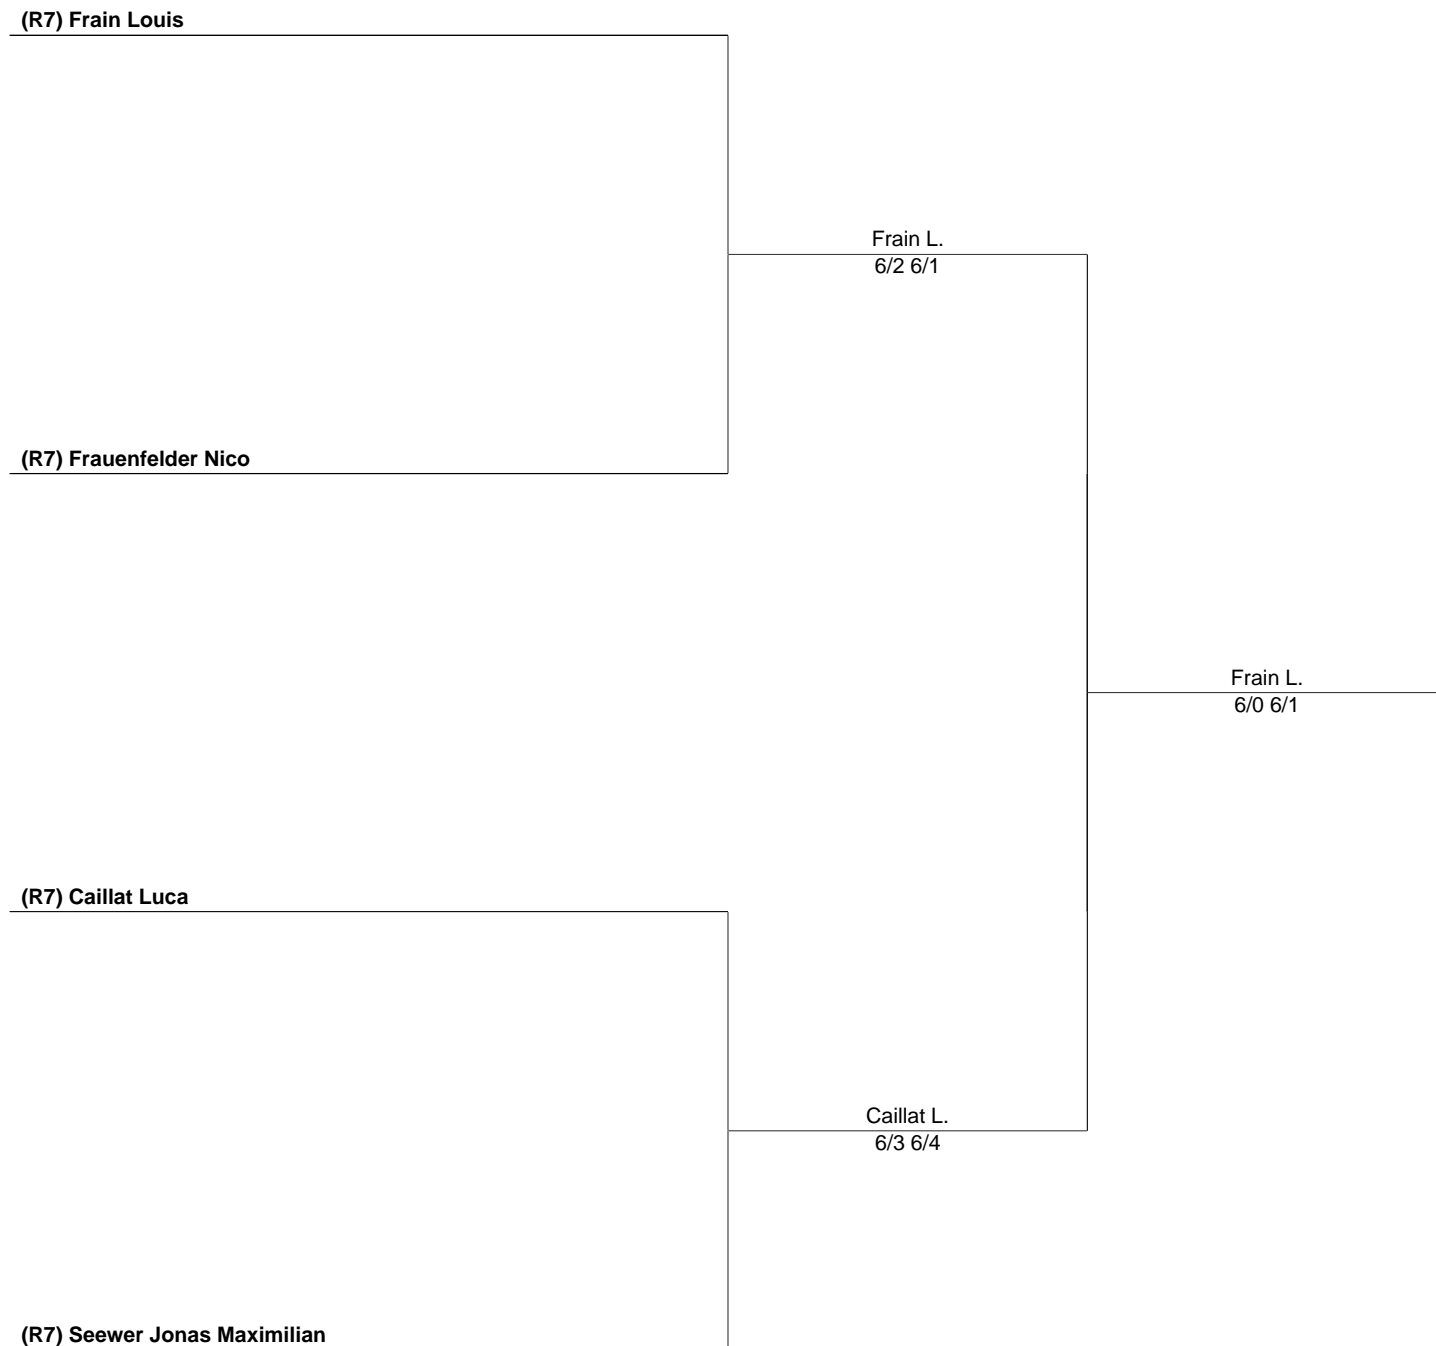 (R7) Frain Louis
Frain L.
6/2 6/1
(R7) Frauenfelder Nico
Frain L.
6/0 6/1
(R7) Caillat Luca
Caillat L.
6/3 6/4
(R7) Seewer Jonas Maximilian